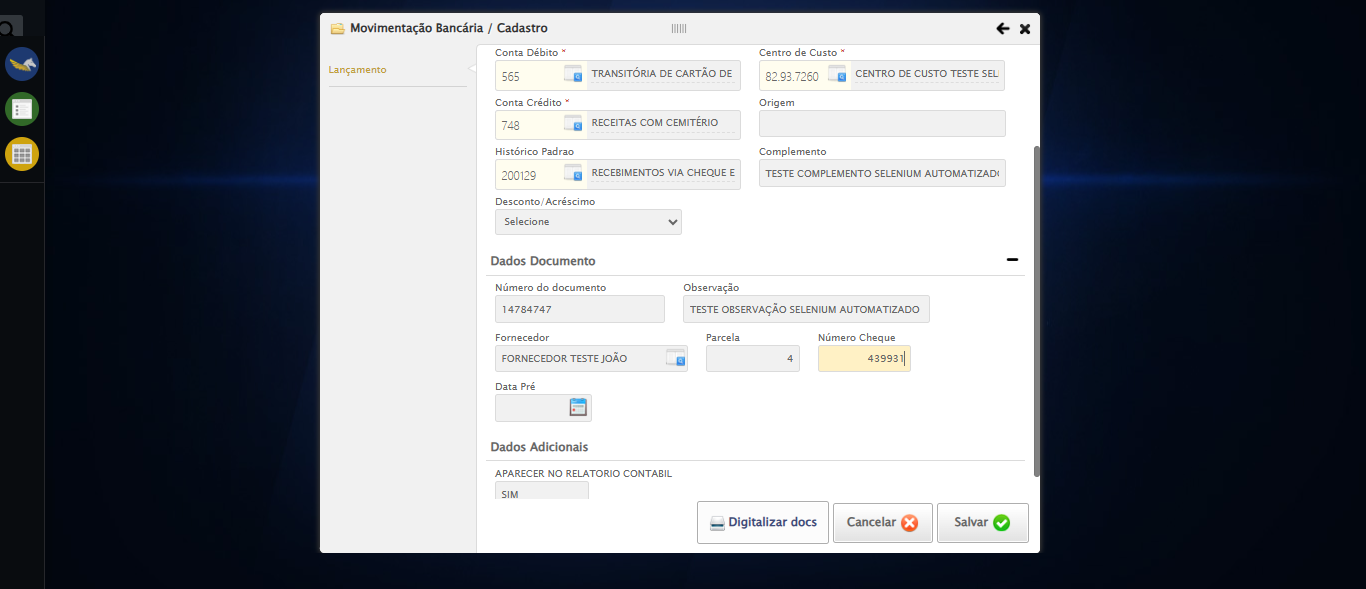 Movimentação Bancária / Cadastro
Lançamento
Conta Débito *
Centro de Custo *
565 TRANSITÓRIA DE CARTÃO DE
82.93.7260 CENTRO DE CUSTO TESTE SEL
Conta Crédito *
Origem
748 RECEITAS COM CEMITÉRIO
Histórico Padrao
Complemento
200129 RECEBIMENTOS VIA CHEQUE E
TESTE COMPLEMENTO SELENIUM AUTOMATIZADO
Desconto/Acréscimo
Selecione
Dados Documento
Número do documento
Observação
14784747
TESTE OBSERVAÇÃO SELENIUM AUTOMATIZADO
Fornecedor
Parcela
Número Cheque
FORNECEDOR TESTE JOÃO
4
439931
Data Pré
Dados Adicionais
APARECER NO RELATORIO CONTABIL
SIM
Digitalizar docs
Cancelar
Salvar